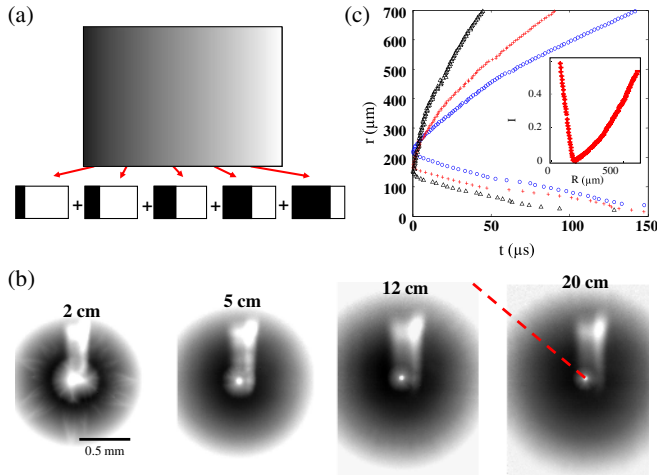 (a)
+ + + +
(b)
2 cm
5 cm
12 cm
20 cm
0.5 mm
(c)
700
600
500
400
300
200
100
0
r (µm)
0 50 100 150
t (µs)
0.4
0.2
0
I
0 500
R (µm)